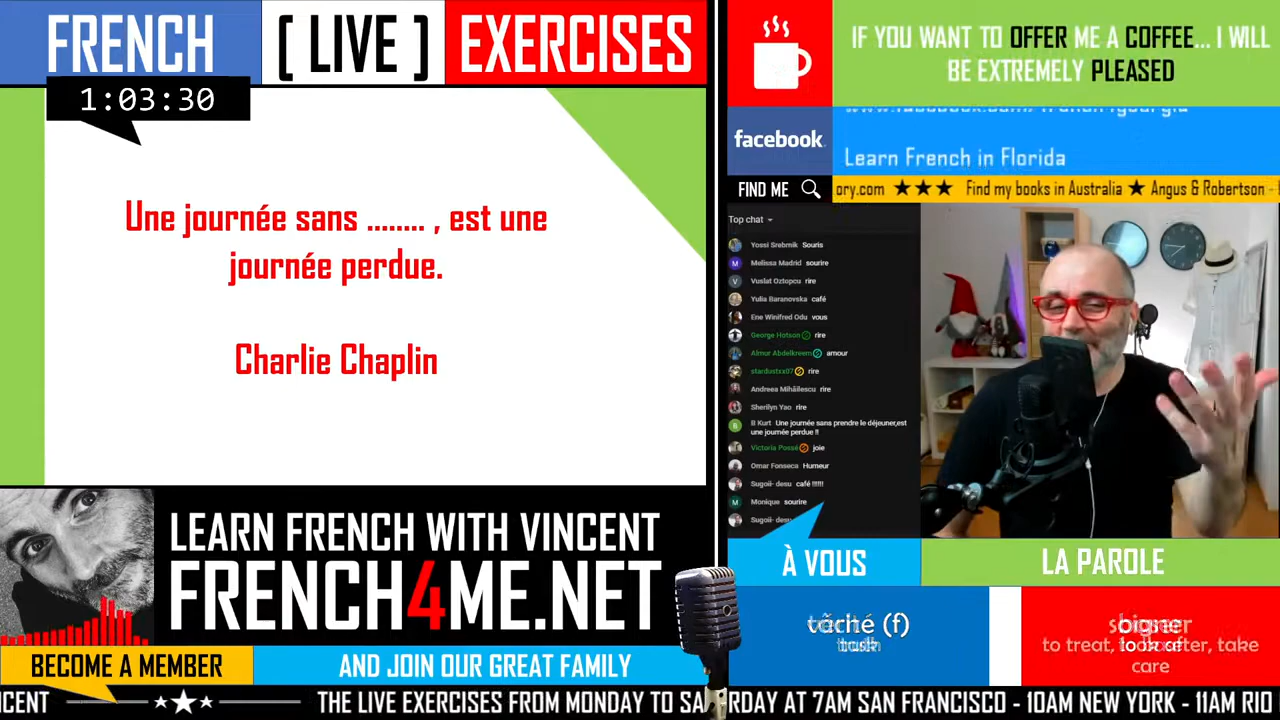 FRENCH
[ LIVE ]
EXERCISES
1:03:30
Une journée sans ........ , est une
journée perdue.
Charlie Chaplin
LEARN FRENCH WITH VINCENT
FRENCH4ME.NET
BECOME A MEMBER
AND JOIN OUR GREAT FAMILY
IF YOU WANT TO OFFER ME A COFFEE... I WILL
BE EXTREMELY PLEASED
facebook
Learn French in Florida
FIND ME
ory.com ★★★ Find my books in Australia ★ Angus & Robertson -
Top chat
Yossi Srebmik Souris
Melissa Madrid sourire
Vuslat Oztopcu rire
Yulia Baranovska café
Ene Winifred Odu vous
George Hotson rire
Almur Abdelkreem amour
stardustxx07 rire
Andreea Mihăilescu rire
Sherilyn Yao rire
B Kurt Une journée sans prendre le déjeuner,est
une journée perdue !!
Victoria Possé joie
Omar Fonseca Humeur
Sugoii- desu café !!!!!!
Monique sourire
Sugoii- desu
À VOUS
LA PAROLE
(f)
to treat, to look after, take
care
CENT
THE LIVE EXERCISES FROM MONDAY TO SATURDAY AT 7AM SAN FRANCISCO - 10AM NEW YORK - 11AM RIO